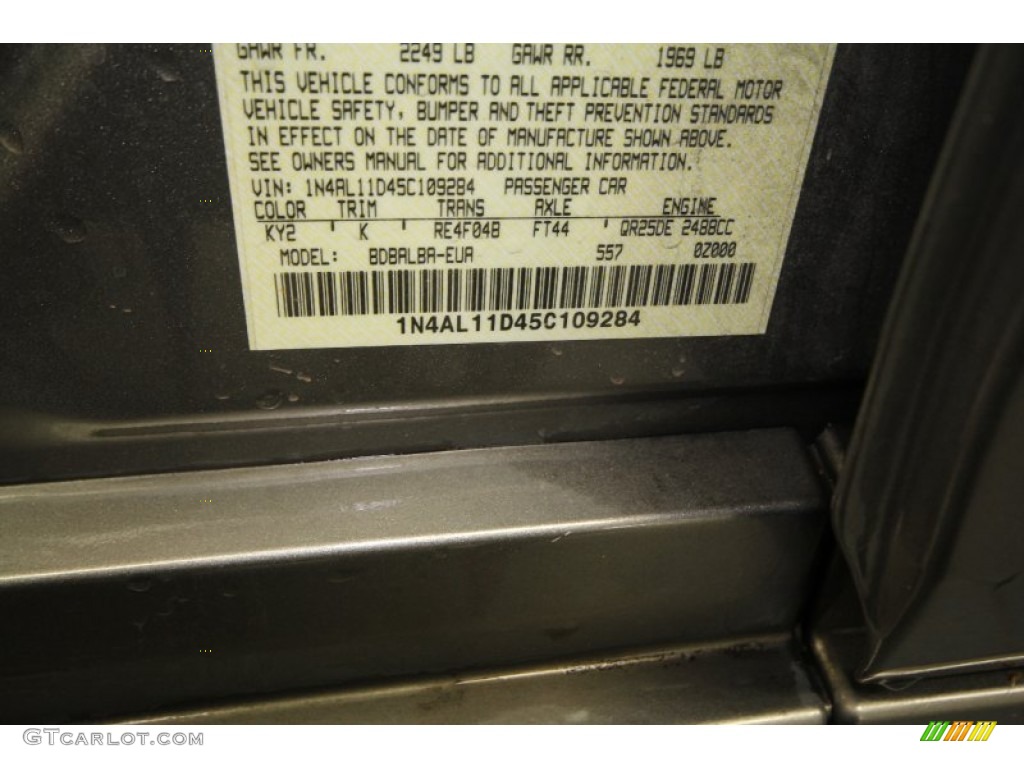 GAWR FR. 2249 LB GAWR RR. 1969 LB
THIS VEHICLE CONFORMS TO ALL APPLICABLE FEDERAL MOTOR
VEHICLE SAFETY, BUMPER AND THEFT PREVENTION STANDARDS
IN EFFECT ON THE DATE OF MANUFACTURE SHOWN ABOVE.
SEE OWNERS MANUAL FOR ADDITIONAL INFORMATION.
VIN: 1N4AL11D45C109284 PASSENGER CAR
COLOR TRIM TRANS AXLE ENGINE
KY2 ' K ' RE4F04B FT44 ' QR25DE 2488CC
MODEL: BDBALBA-EUA 557 0Z000
1N4AL11D45C109284
GTCarLot.com